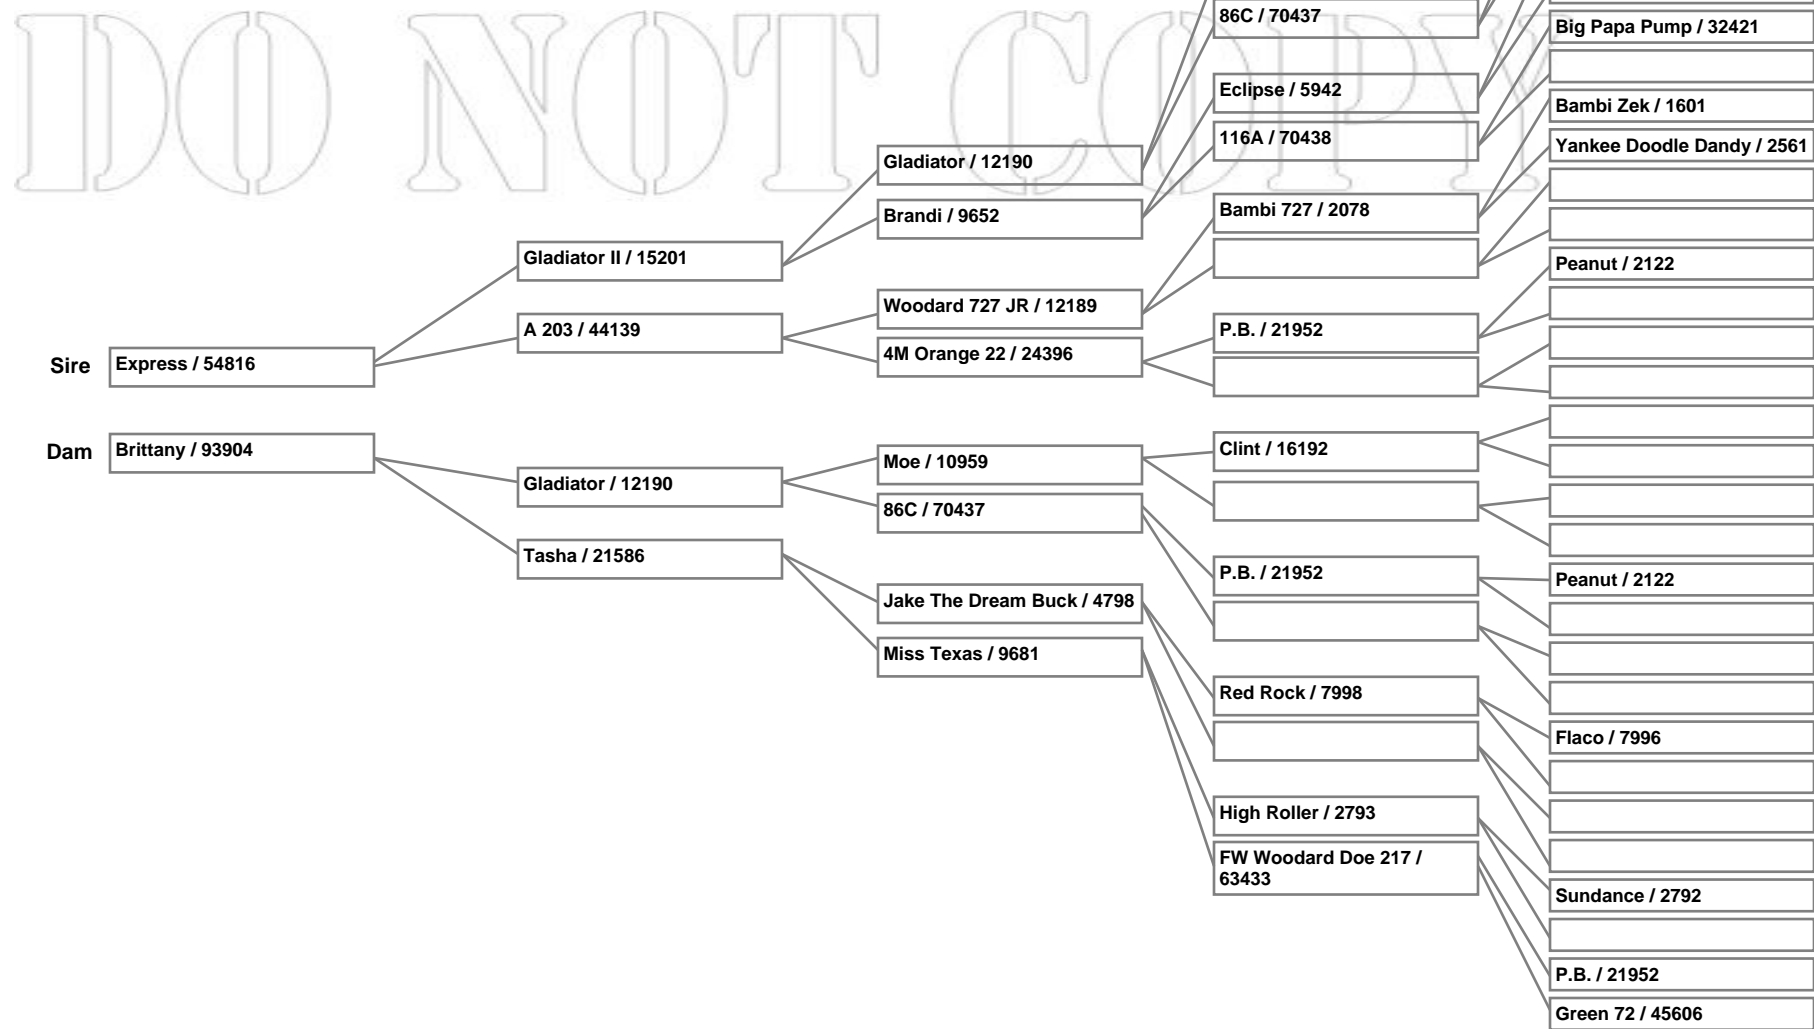 DO NOT COPY
86C / 70437
Big Papa Pump / 32421
Eclipse / 5942
Bambi Zek / 1601
116A / 70438
Yankee Doodle Dandy / 2561
Gladiator / 12190
Brandi / 9652
Bambi 727 / 2078
Gladiator II / 15201
Peanut / 2122
Woodard 727 JR / 12189
A 203 / 44139
P.B. / 21952
4M Orange 22 / 24396
Sire
Express / 54816
Dam
Brittany / 93904
Clint / 16192
Moe / 10959
Gladiator / 12190
86C / 70437
Tasha / 21586
P.B. / 21952
Peanut / 2122
Jake The Dream Buck / 4798
Miss Texas / 9681
Red Rock / 7998
Flaco / 7996
High Roller / 2793
FW Woodard Doe 217 /
63433
Sundance / 2792
P.B. / 21952
Green 72 / 45606